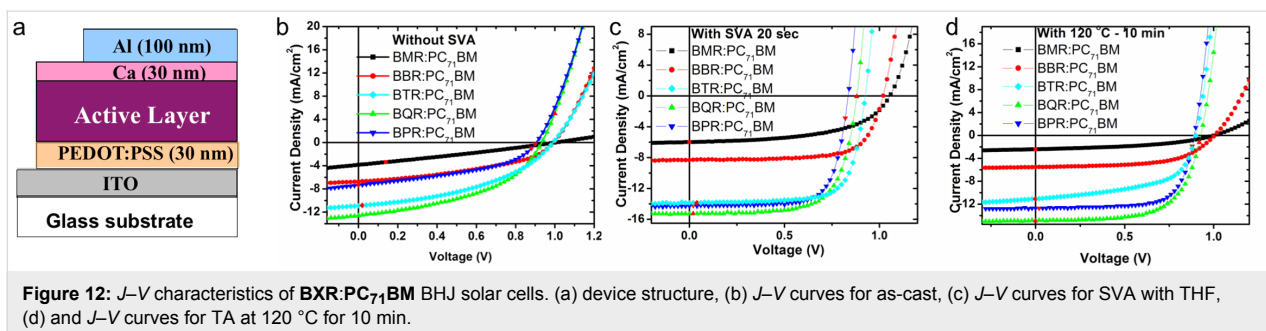 a
Al (100 nm)
Ca (30 nm)
Active Layer
PEDOT:PSS (30 nm)
ITO
Glass substrate
b
Current Density (mA/cm²)
20
16
12
8
4
0
-4
-8
-12
Without SVA
BMR:PC₇₁BM
BBR:PC₇₁BM
BTR:PC₇₁BM
BQR:PC₇₁BM
BPR:PC₇₁BM
0.0 0.2 0.4 0.6 0.8 1.0 1.2
Voltage (V)
c
Current Density (mA/cm²)
8
4
0
-4
-8
-12
-16
With SVA 20 sec
BMR:PC₇₁BM
BBR:PC₇₁BM
BTR:PC₇₁BM
BQR:PC₇₁BM
BPR:PC₇₁BM
0.0 0.5 1.0
Voltage (V)
d
Current Density (mA/cm²)
16
12
8
4
0
-4
-8
-12
With 120 °C - 10 min
BMR:PC₇₁BM
BBR:PC₇₁BM
BTR:PC₇₁BM
BQR:PC₇₁BM
BPR:PC₇₁BM
0.0 0.5 1.0
Voltage (V)
Figure 12: J–V characteristics of BXR:PC₇₁BM BHJ solar cells. (a) device structure, (b) J–V curves for as-cast, (c) J–V curves for SVA with THF,
(d) and J–V curves for TA at 120 °C for 10 min.